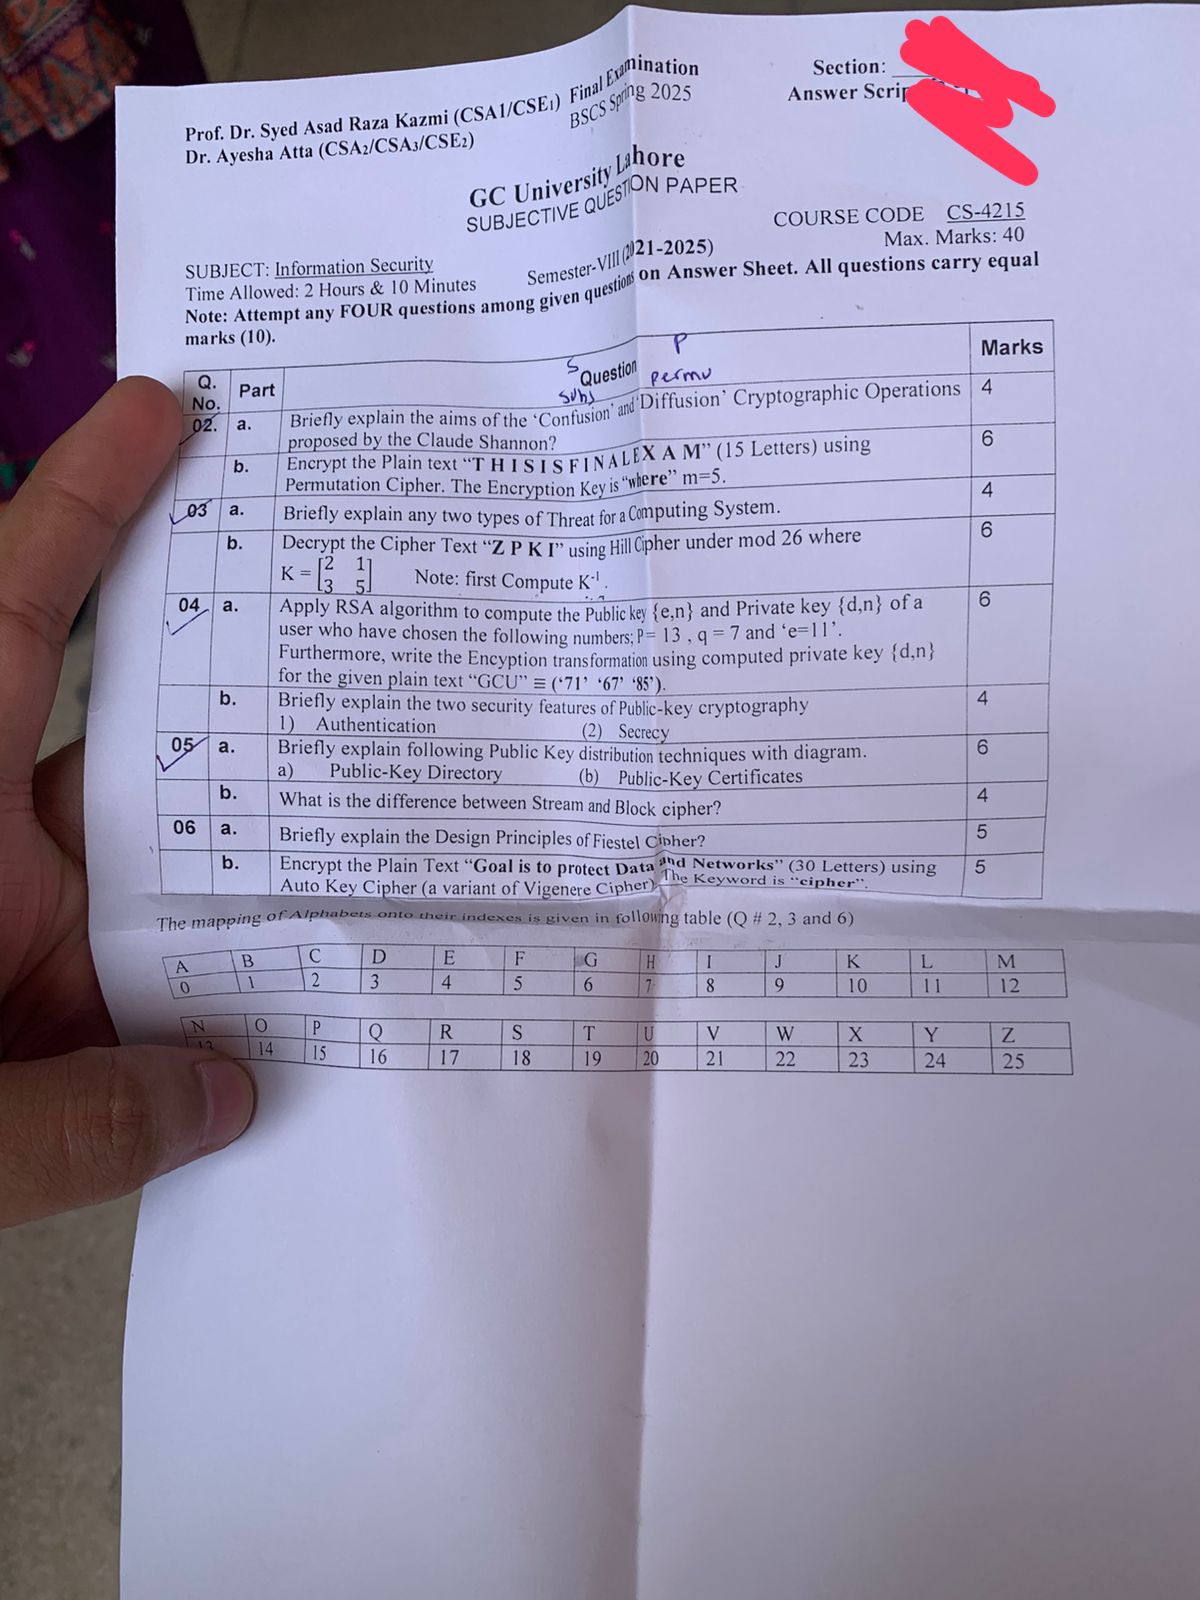 Prof. Dr. Syed Asad Raza Kazmi (CSA1/CSE1) Final Examination Section:
Dr. Ayesha Atta (CSA2/CSA3/CSE2) BSCS Spring 2025 Answer Scrip
GC University Lahore
SUBJECTIVE QUESTION PAPER
COURSE CODE CS-4215
SUBJECT: Information Security Semester-VIII (2021-2025) Max. Marks: 40
Time Allowed: 2 Hours & 10 Minutes
Note: Attempt any FOUR questions among given questions on Answer Sheet. All questions carry equal
marks (10).
S P
Q. No. Part Question Marks
subs permu
02. a. Briefly explain the aims of the ‘Confusion’ and ‘Diffusion’ Cryptographic Operations 4
proposed by the Claude Shannon?
b. Encrypt the Plain text “T H I S I S F I N A L E X A M” (15 Letters) using 6
Permutation Cipher. The Encryption Key is “where” m=5.
03 a. Briefly explain any two types of Threat for a Computing System. 4
b. Decrypt the Cipher Text “Z P K I” using Hill Cipher under mod 26 where 6
K = [2 1
3 5] Note: first Compute K⁻¹.
04 a. Apply RSA algorithm to compute the Public key {e,n} and Private key {d,n} of a 6
user who have chosen the following numbers; P= 13 , q = 7 and ‘e=11’.
Furthermore, write the Encyption transformation using computed private key {d,n}
for the given plain text “GCU” ≡ (‘71’ ‘67’ ‘85’).
b. Briefly explain the two security features of Public-key cryptography 4
1) Authentication (2) Secrecy
05 a. Briefly explain following Public Key distribution techniques with diagram. 6
a) Public-Key Directory (b) Public-Key Certificates
b. What is the difference between Stream and Block cipher? 4
06 a. Briefly explain the Design Principles of Fiestel Cipher? 5
b. Encrypt the Plain Text “Goal is to protect Data and Networks” (30 Letters) using 5
Auto Key Cipher (a variant of Vigenere Cipher). The Keyword is “cipher”.
The mapping of Alphabets onto their indexes is given in following table (Q # 2, 3 and 6)
A B C D E F G H I J K L M
0 1 2 3 4 5 6 7 8 9 10 11 12
N O P Q R S T U V W X Y Z
13 14 15 16 17 18 19 20 21 22 23 24 25